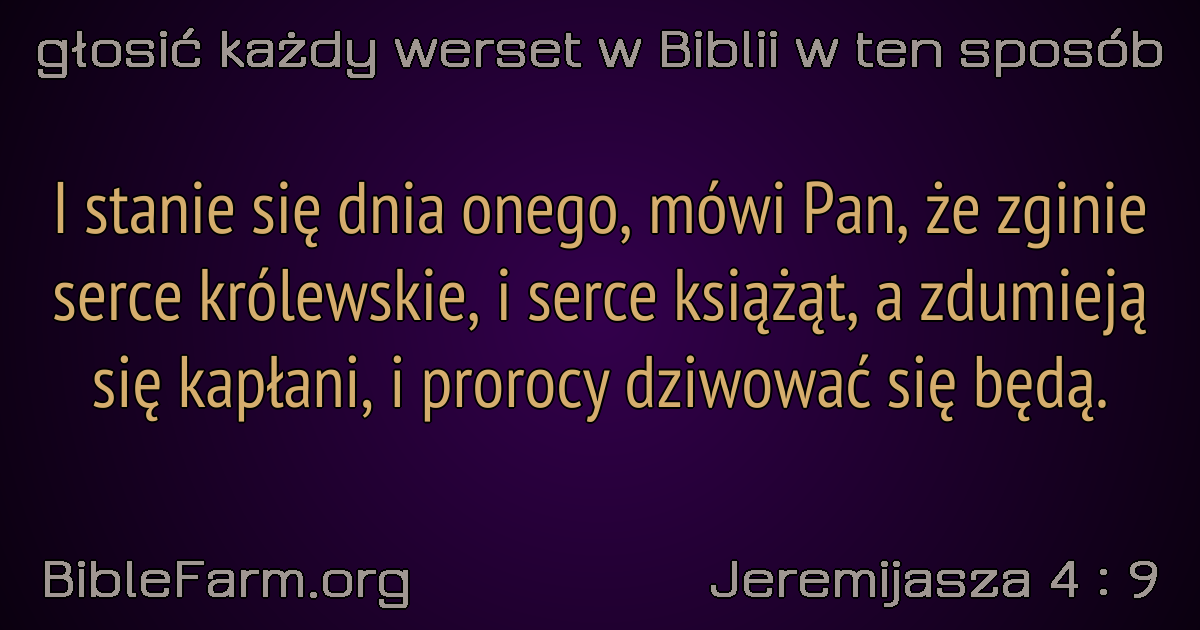 głosić każdy werset w Biblii w ten sposób
I stanie się dnia onego, mówi Pan, że zginie
serce królewskie, i serce książąt, a zdumieją
się kapłani, i prorocy dziwować się będą.
BibleFarm.org
Jeremijasza 4 : 9